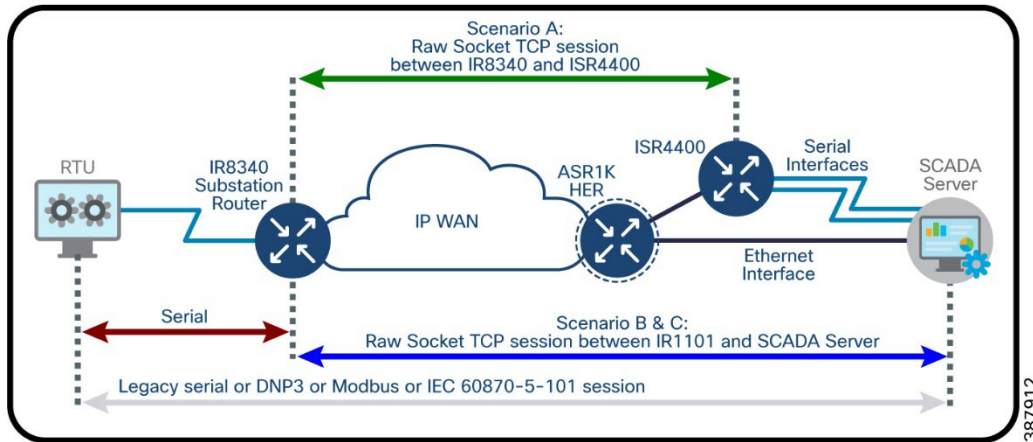 Scenario A:
Raw Socket TCP session
between IR8340 and ISR4400
RTU
IR8340
Substation
Router
IP WAN
ASR1K
HER
ISR4400
Serial
Interfaces
SCADA
Server
Ethernet
Interface
Serial
Scenario B & C:
Raw Socket TCP session between IR1101 and SCADA Server
Legacy serial or DNP3 or Modbus or IEC 60870-5-101 session
387912